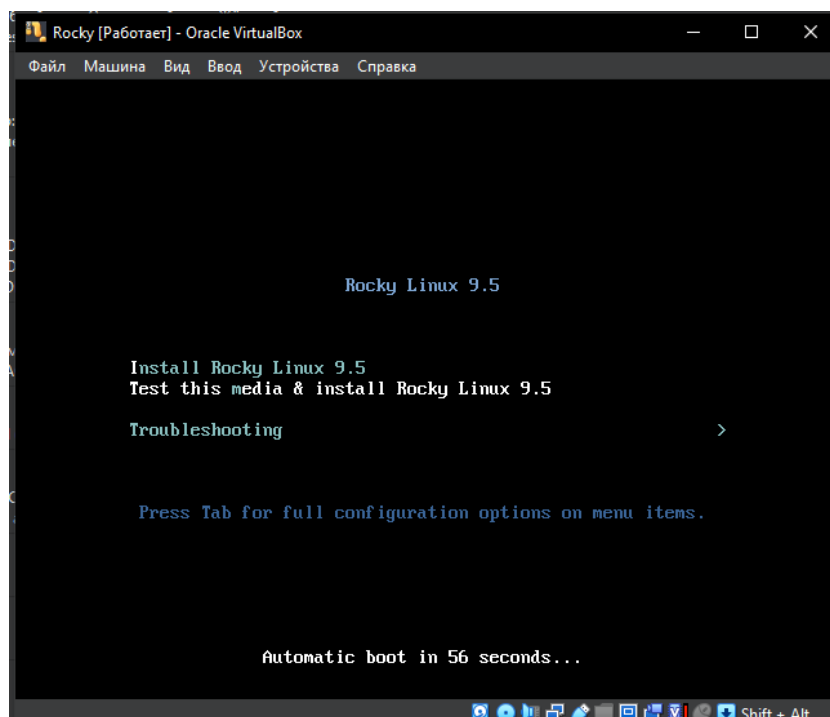 Rocky [Работает] - Oracle VirtualBox
Файл Машина Вид Ввод Устройства Справка
Rocky Linux 9.5
Install Rocky Linux 9.5
Test this media & install Rocky Linux 9.5
Troubleshooting >
Press Tab for full configuration options on menu items.
Automatic boot in 56 seconds...
Shift + Alt